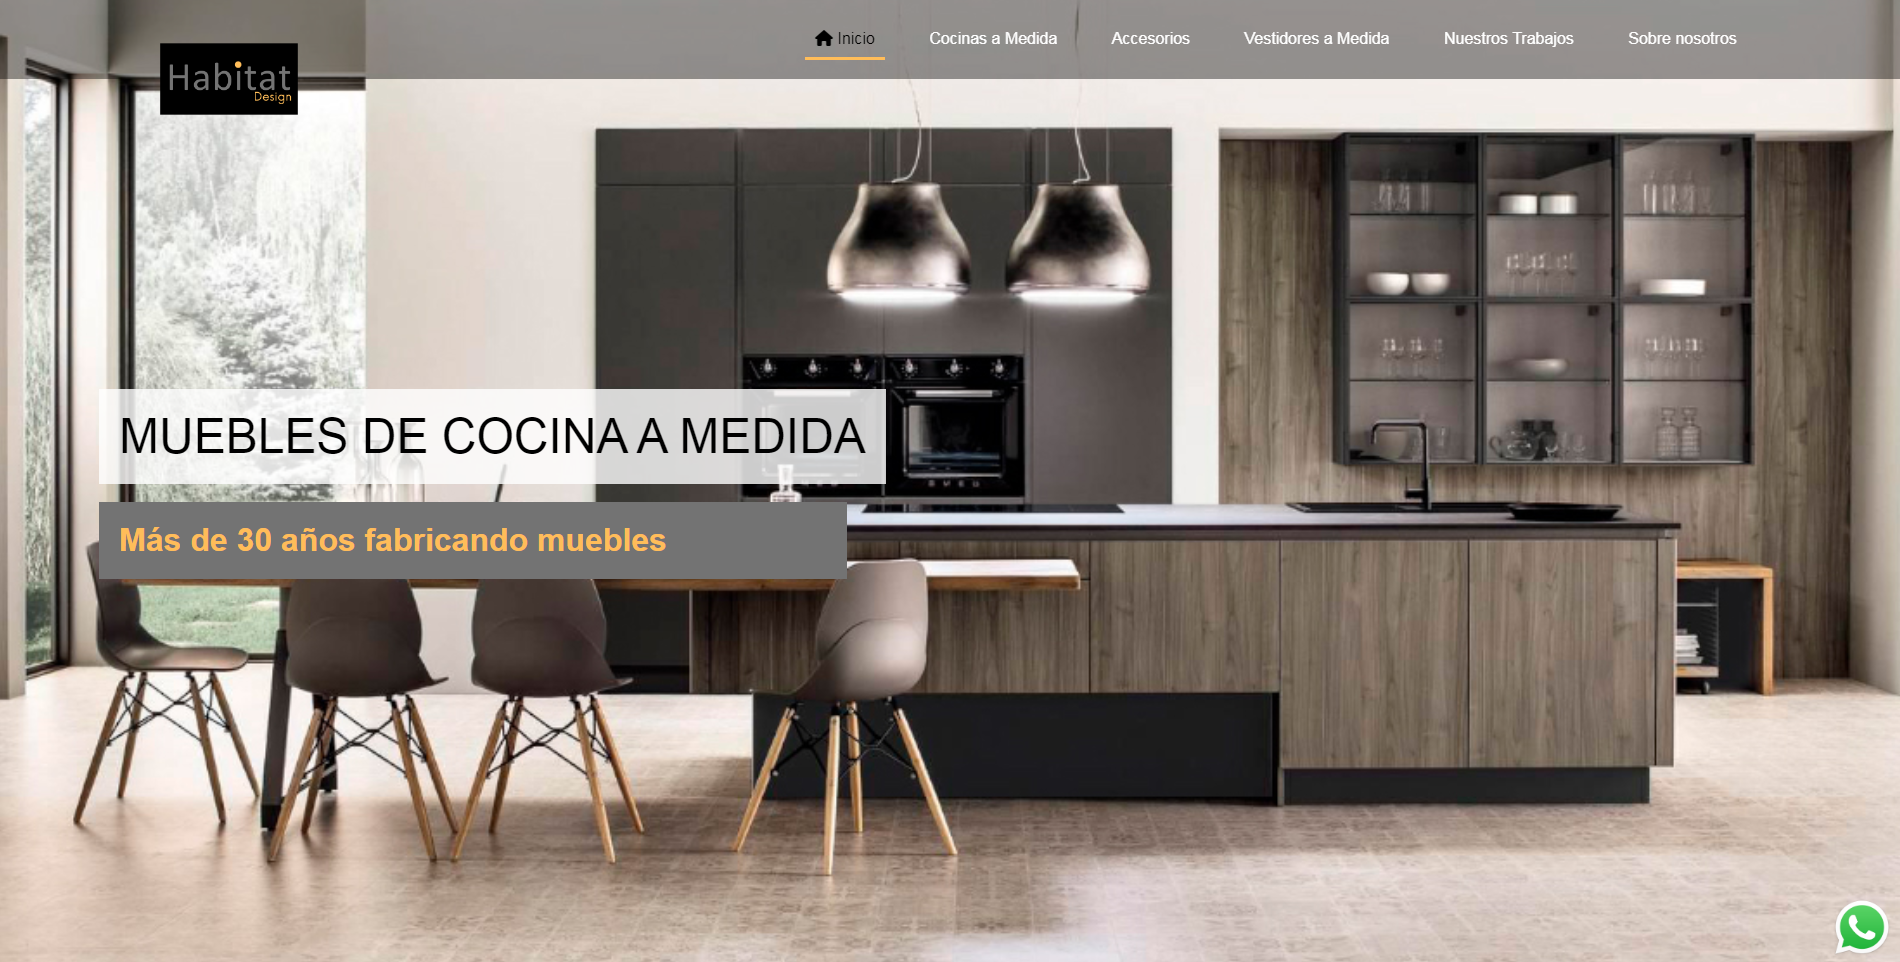 Habitat
Design
Inicio
Cocinas a Medida
Accesorios
Vestidores a Medida
Nuestros Trabajos
Sobre nosotros
MUEBLES DE COCINA A MEDIDA
Más de 30 años fabricando muebles